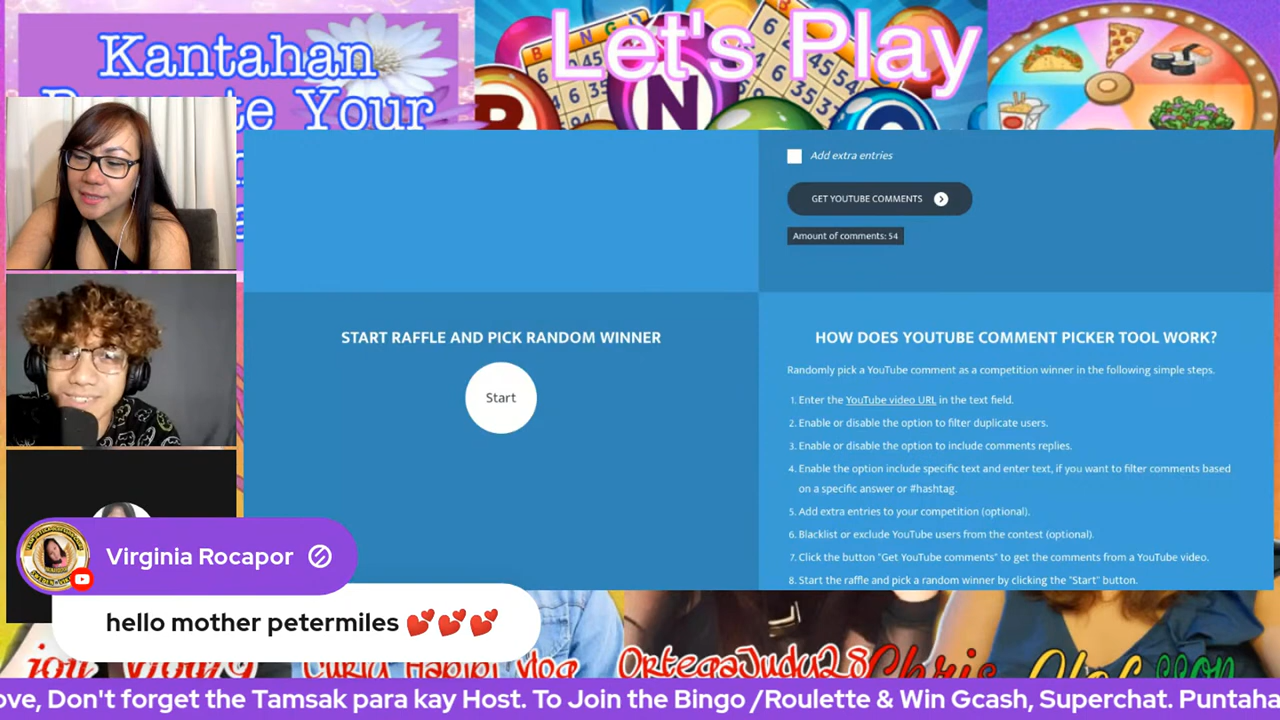 Kantahan
Let's Play
Add extra entries
GET YOUTUBE COMMENTS
Amount of comments: 54
START RAFFLE AND PICK RANDOM WINNER
Start
HOW DOES YOUTUBE COMMENT PICKER TOOL WORK?
Randomly pick a YouTube comment as a competition winner in the following simple steps.
1. Enter the YouTube video URL in the text field.
2. Enable or disable the option to filter duplicate users.
3. Enable or disable the option to include comments replies.
4. Enable the option include specific text and enter text, if you want to filter comments based
on a specific answer or #hashtag.
5. Add extra entries to your competition (optional).
6. Blacklist or exclude YouTube users from the contest (optional).
7. Click the button "Get YouTube comments" to get the comments from a YouTube video.
8. Start the raffle and pick a random winner by clicking the "Start" button.
Virginia Rocapor
hello mother petermiles 💕💕💕
OrtegaJudy28
ove, Don't forget the Tamsak para kay Host. To Join the Bingo /Roulette & Win Gcash, Superchat. Puntaha